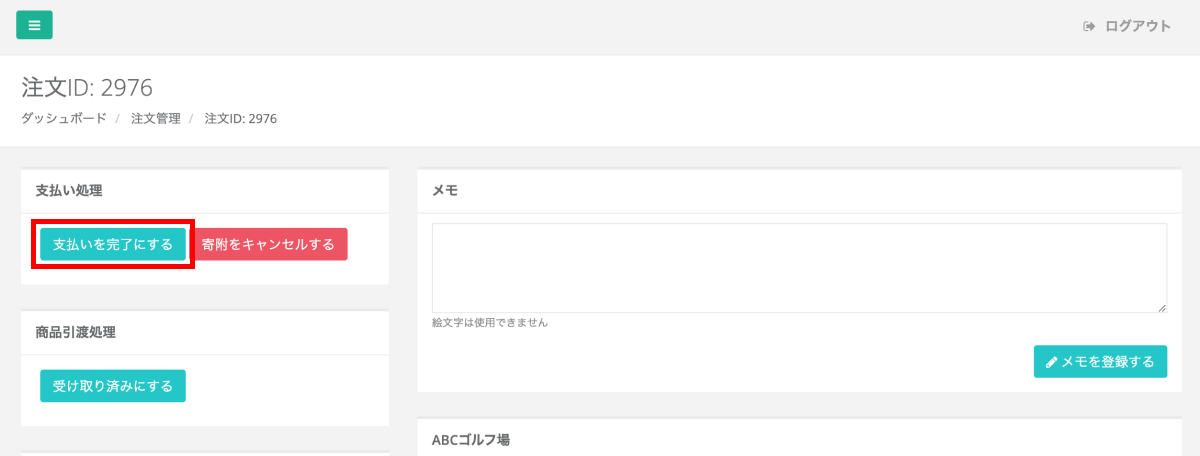 ログアウト
注文ID: 2976
ダッシュボード / 注文管理 / 注文ID: 2976
支払い処理
支払いを完了にする 寄附をキャンセルする
商品引渡処理
受け取り済みにする
メモ
絵文字は使用できません
メモを登録する
ABCゴルフ場